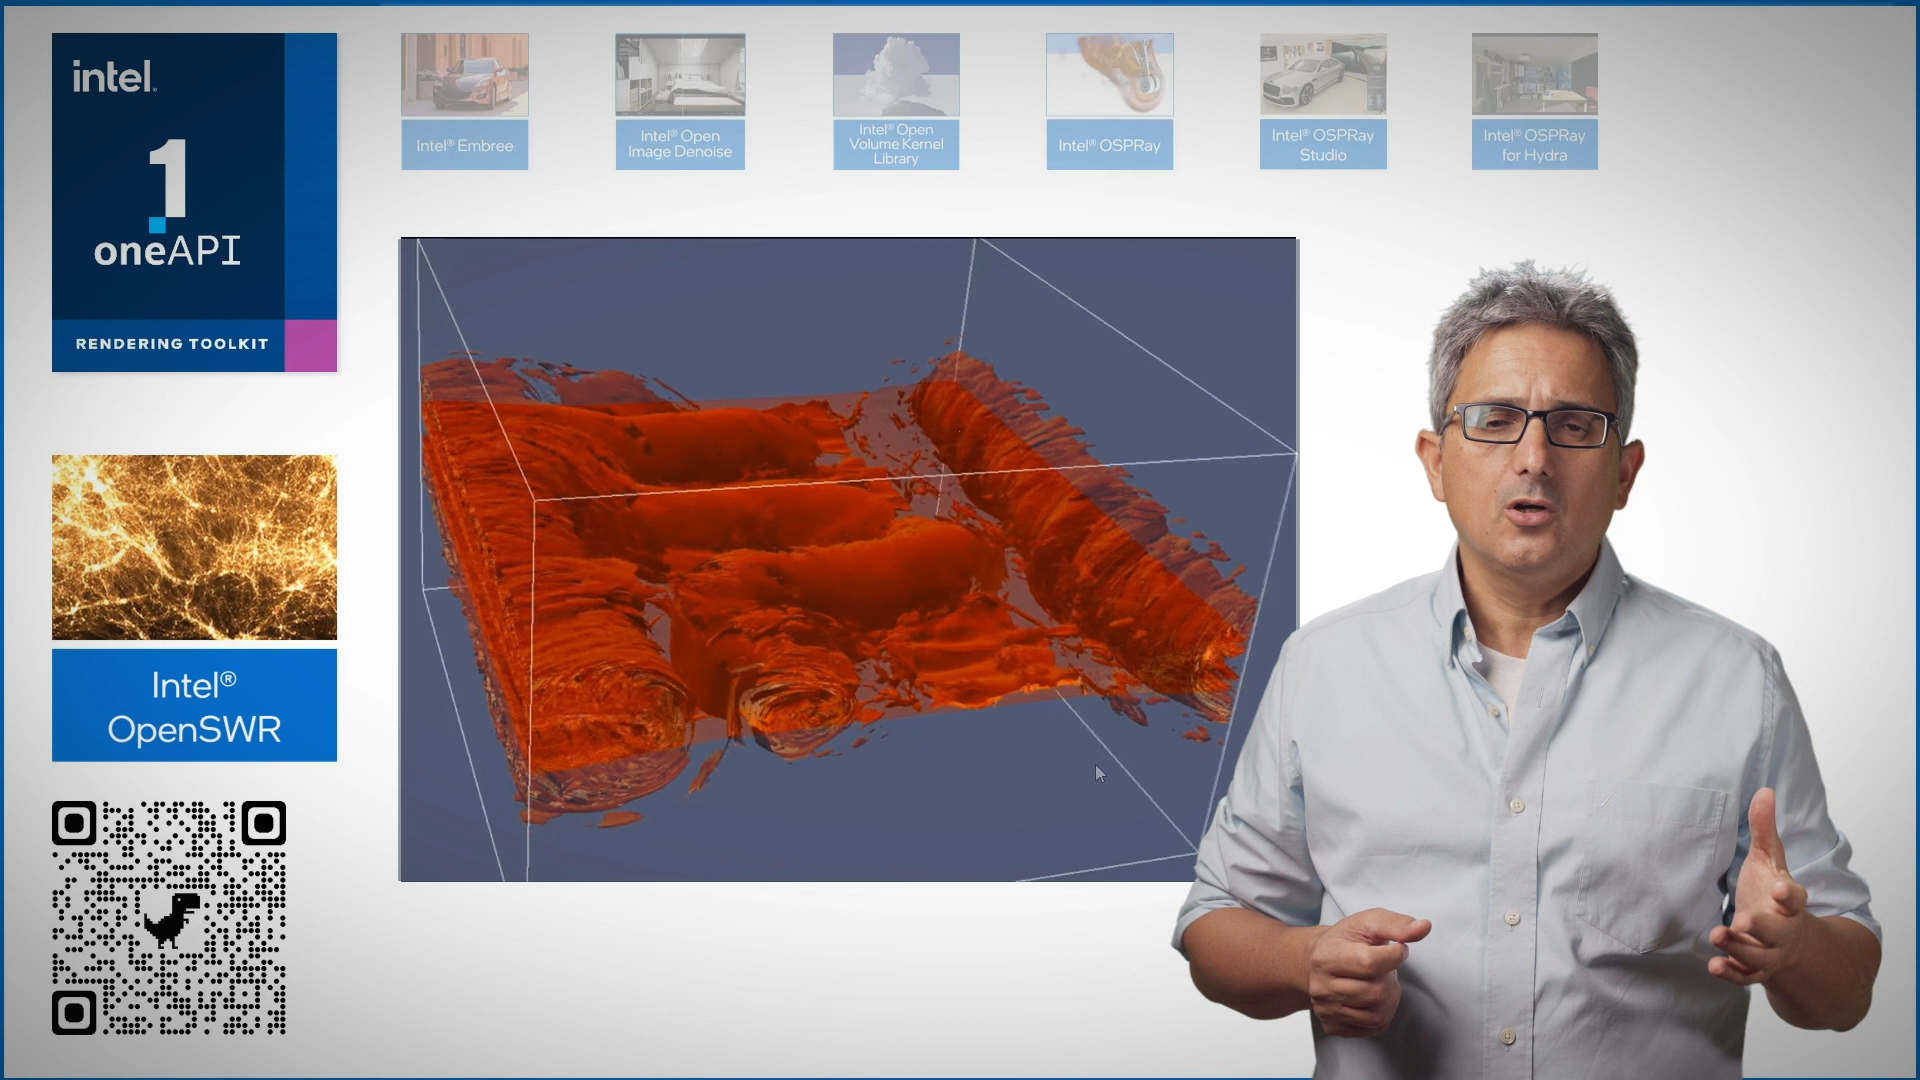 intel.
1
oneAPI
RENDERING TOOLKIT
Intel® Embree
Intel® Open
Image Denoise
Intel® Open
Volume Kernel
Library
Intel® OSPRay
Intel® OSPRay
Studio
Intel® OSPRay
for Hydra
Intel®
OpenSWR